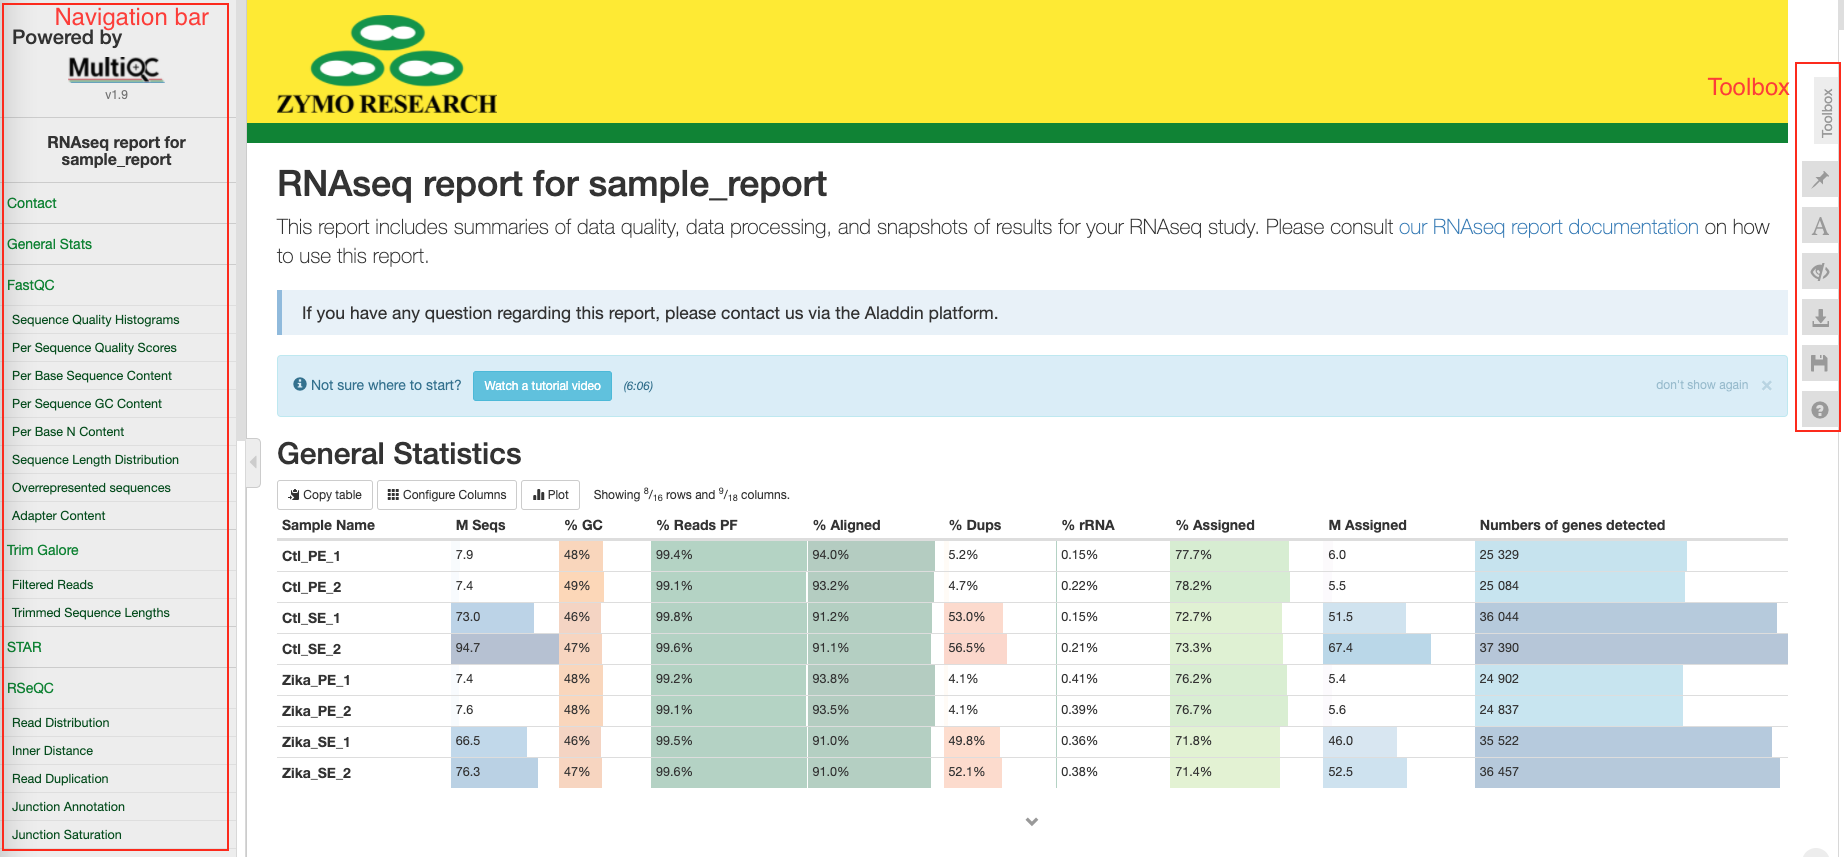 Navigation bar
Powered by
MultiQC
v1.9
RNAseq report for
sample_report
Contact
General Stats
FastQC
Sequence Quality Histograms
Per Sequence Quality Scores
Per Base Sequence Content
Per Sequence GC Content
Per Base N Content
Sequence Length Distribution
Overrepresented sequences
Adapter Content
Trim Galore
Filtered Reads
Trimmed Sequence Lengths
STAR
RSeQC
Read Distribution
Inner Distance
Read Duplication
Junction Annotation
Junction Saturation
ZYMO RESEARCH
Toolbox
Toolbox
A
RNAseq report for sample_report
This report includes summaries of data quality, data processing, and snapshots of results for your RNAseq study. Please consult our RNAseq report documentation on how
to use this report.
If you have any question regarding this report, please contact us via the Aladdin platform.
Not sure where to start? Watch a tutorial video (6:06) don't show again ×
General Statistics
Copy table Configure Columns Plot Showing 8/16 rows and 9/18 columns.
Sample Name M Seqs % GC % Reads PF % Aligned % Dups % rRNA % Assigned M Assigned Numbers of genes detected
Ctl_PE_1 7.9 48% 99.4% 94.0% 5.2% 0.15% 77.7% 6.0 25 329
Ctl_PE_2 7.4 49% 99.1% 93.2% 4.7% 0.22% 78.2% 5.5 25 084
Ctl_SE_1 73.0 46% 99.8% 91.2% 53.0% 0.15% 72.7% 51.5 36 044
Ctl_SE_2 94.7 47% 99.6% 91.1% 56.5% 0.21% 73.3% 67.4 37 390
Zika_PE_1 7.4 48% 99.2% 93.8% 4.1% 0.41% 76.2% 5.4 24 902
Zika_PE_2 7.6 48% 99.1% 93.5% 4.1% 0.39% 76.7% 5.6 24 837
Zika_SE_1 66.5 46% 99.5% 91.0% 49.8% 0.36% 71.8% 46.0 35 522
Zika_SE_2 76.3 47% 99.6% 91.0% 52.1% 0.38% 71.4% 52.5 36 457